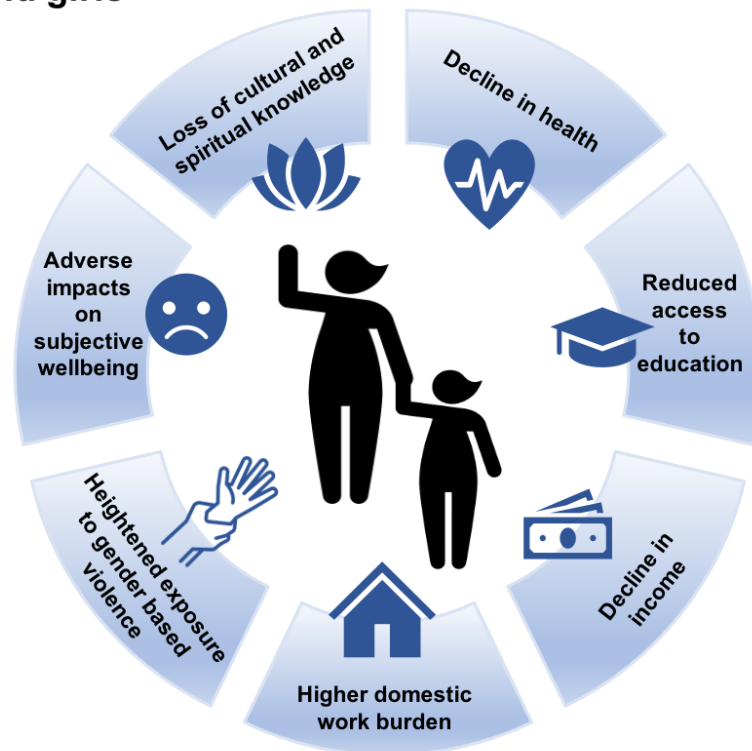 girls
Loss of cultural and
spiritual knowledge
Decline in health
Reduced
access
to
education
Decline in
income
Higher domestic
work burden
Heightened exposure
to gender based
violence
Adverse
impacts
on
subjective
wellbeing